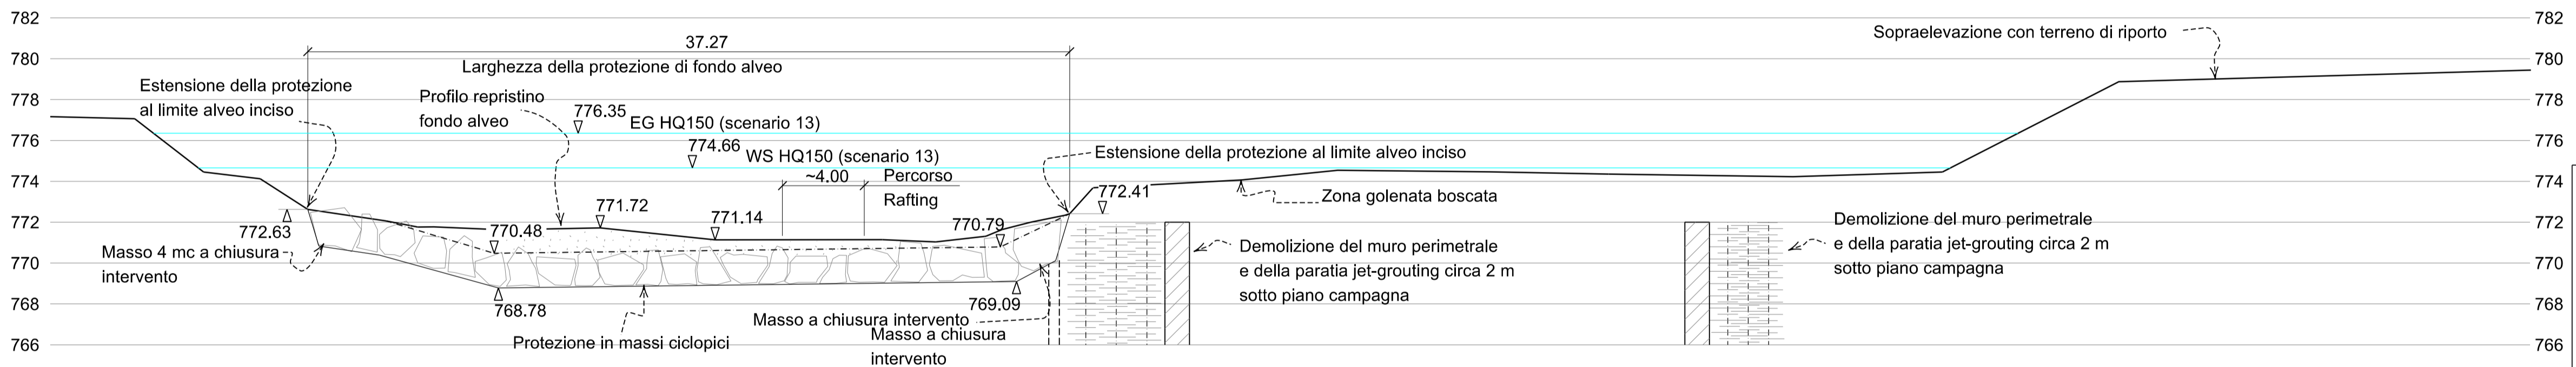 782
782
Sopraelevazione con terreno di riporto
37.27
780
780
Larghezza della protezione di fondo alveo
Estensione della protezione
al limite alveo inciso
Profilo repristino
fondo alveo
778
778
776.35
EG HQ150 (scenario 13)
776
776
774.66
WS HQ150 (scenario 13)
Estensione della protezione al limite alveo inciso
~4.00
Percorso
Rafting
774
774
772.41
Zona golenata boscata
772.63
771.72
771.14
770.48
770.79
772
772
Masso 4 mc a chiusura
intervento
Demolizione del muro perimetrale
e della paratia jet-grouting circa 2 m
sotto piano campagna
Demolizione del muro perimetrale
e della paratia jet-grouting circa 2 m
sotto piano campagna
770
770
768.78
769.09
768
768
Masso a chiusura intervento
Masso a chiusura
intervento
Protezione in massi ciclopici
766
766